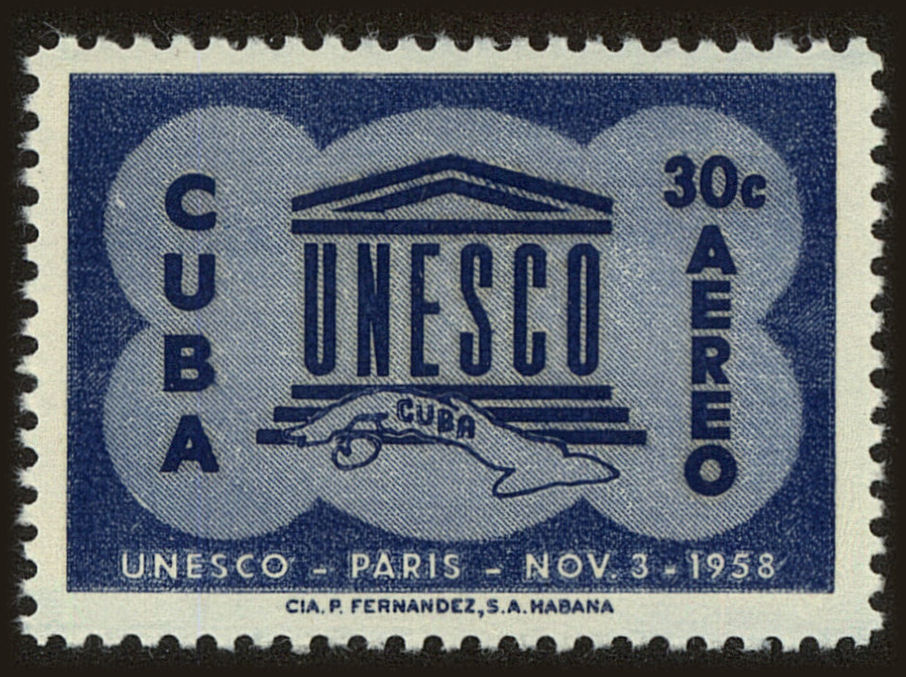 CUBA
30c
AEREO
UNESCO
CUBA
UNESCO - PARIS - NOV. 3 - 1958
CIA. P. FERNANDEZ, S.A. HABANA